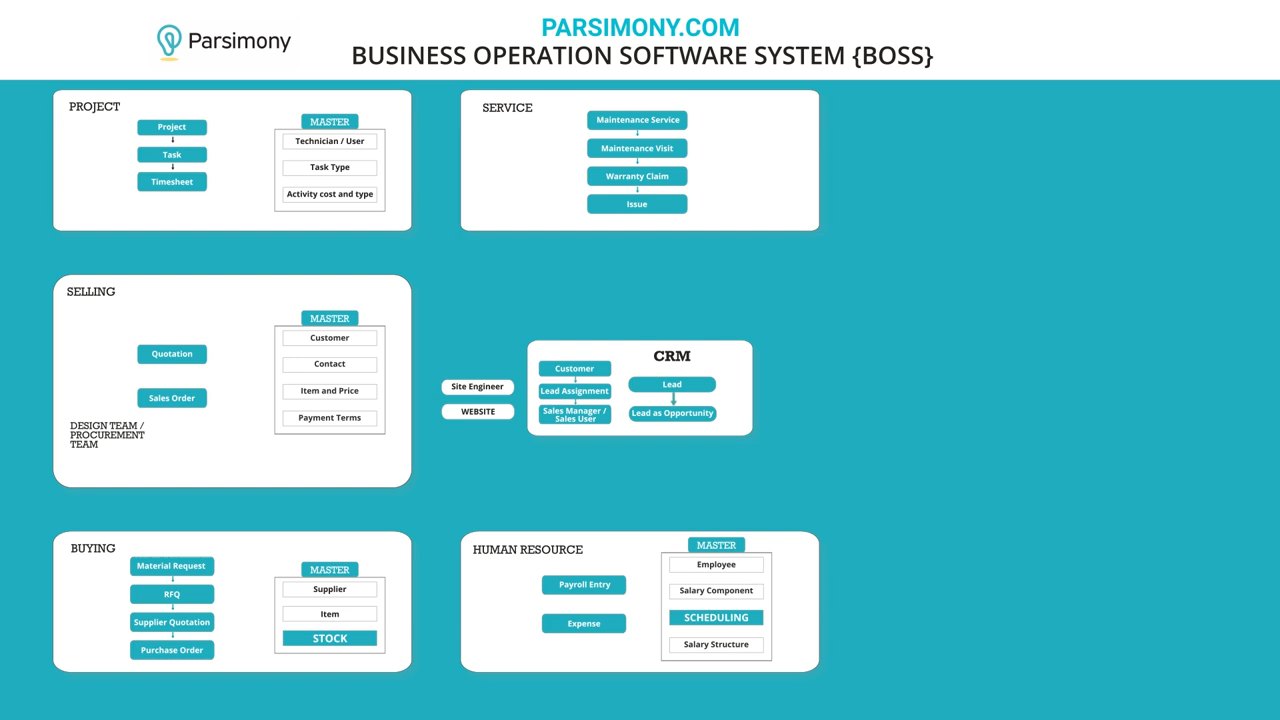 Parsimony
PARSIMONY.COM
BUSINESS OPERATION SOFTWARE SYSTEM {BOSS}
PROJECT
Project
Task
Timesheet
MASTER
Technician / User
Task Type
Activity cost and type
SERVICE
Maintenance Service
Maintenance Visit
Warranty Claim
Issue
SELLING
Quotation
Sales Order
DESIGN TEAM /
PROCUREMENT
TEAM
MASTER
Customer
Contact
Item and Price
Payment Terms
Site Engineer
WEBSITE
CRM
Customer
Lead Assignment
Sales Manager /
Sales User
Lead
Lead as Opportunity
BUYING
Material Request
RFQ
Supplier Quotation
Purchase Order
MASTER
Supplier
Item
STOCK
HUMAN RESOURCE
Payroll Entry
Expense
MASTER
Employee
Salary Component
SCHEDULING
Salary Structure